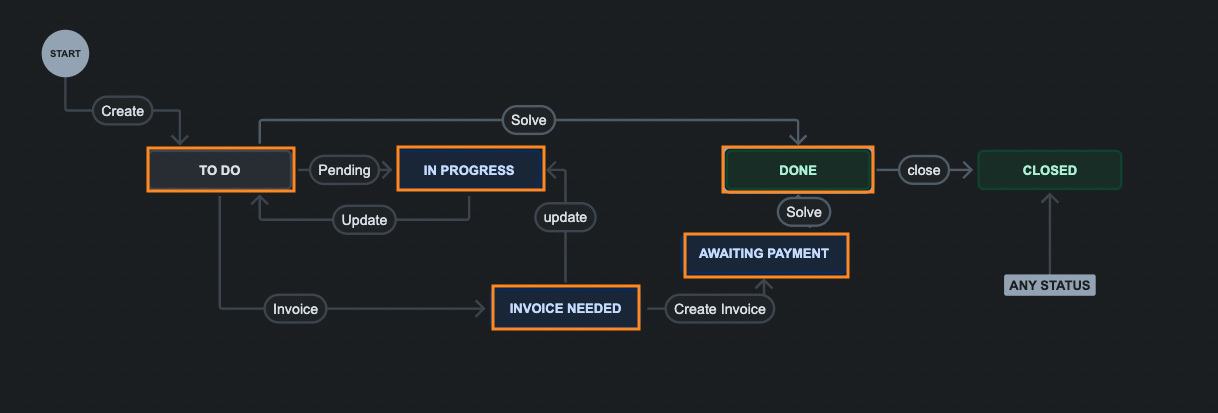 START
Create
Solve
TO DO
Pending
IN PROGRESS
DONE
close
CLOSED
Update
update
Solve
AWAITING PAYMENT
ANY STATUS
Invoice
INVOICE NEEDED
Create Invoice